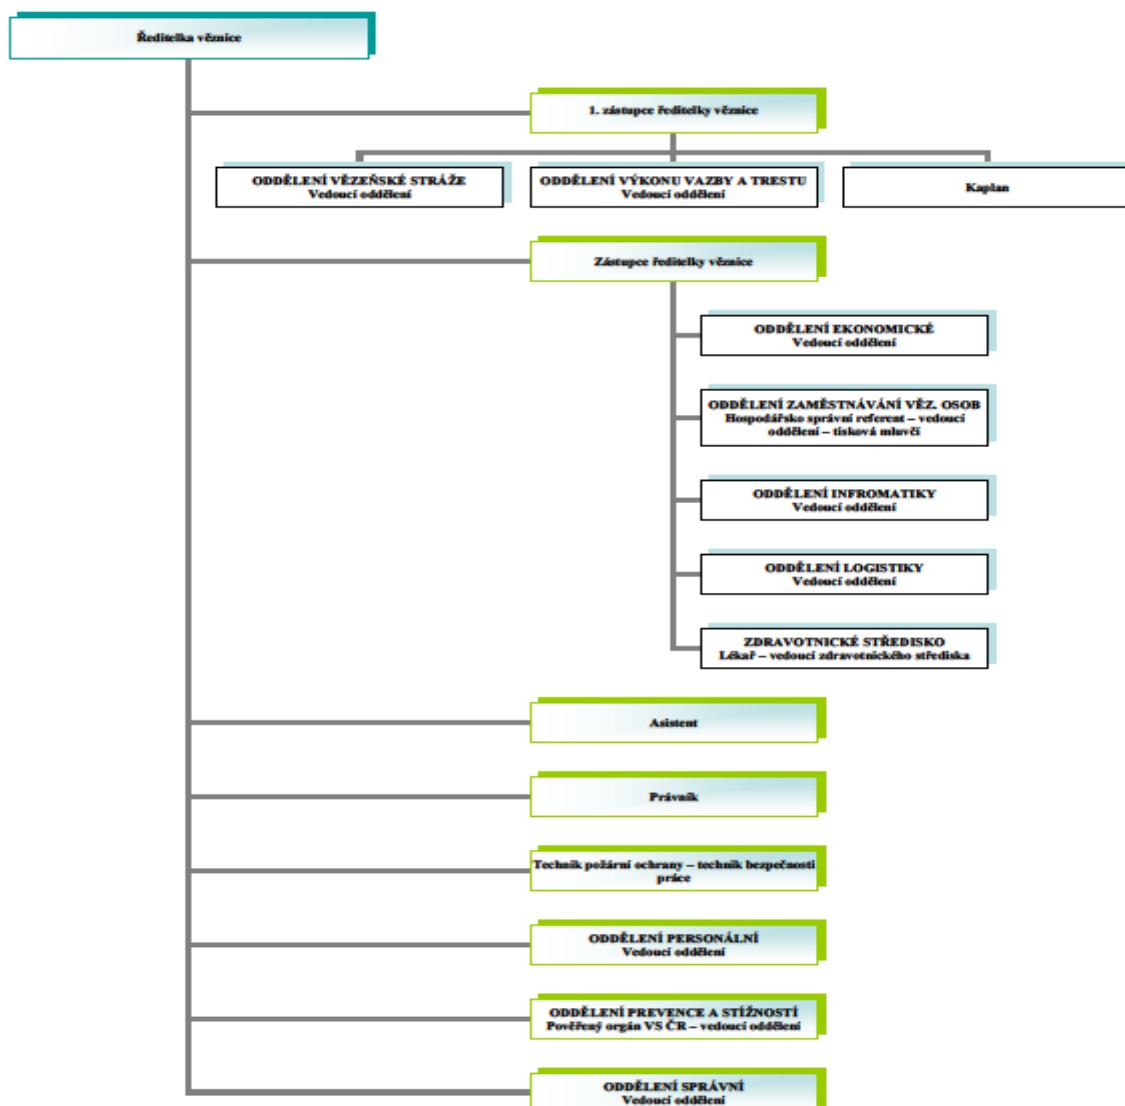 Ředitelka věznice
1. zástupce ředitelky věznice
ODDĚLENÍ VĚZEŇSKÉ STRÁŽE
Vedoucí oddělení
ODDĚLENÍ VÝKONU VAZBY A TRESTU
Vedoucí oddělení
Kaplan
Zástupce ředitelky věznice
ODDĚLENÍ EKONOMICKÉ
Vedoucí oddělení
ODDĚLENÍ ZAMĚSTNÁVÁNÍ VĚZ. OSOB
Hospodářsko správní referent – vedoucí
oddělení – tisková mluvčí
ODDĚLENÍ INFROMATIKY
Vedoucí oddělení
ODDĚLENÍ LOGISTIKY
Vedoucí oddělení
ZDRAVOTNICKÉ STŘEDISKO
Lékař – vedoucí zdravotnického střediska
Asistent
Právník
Technik požární ochrany – technik bezpečnosti
práce
ODDĚLENÍ PERSONÁLNÍ
Vedoucí oddělení
ODDĚLENÍ PREVENCE A STÍŽNOSTÍ
Pověřený orgán VS ČR – vedoucí oddělení
ODDĚLENÍ SPRÁVNÍ
Vedoucí oddělení